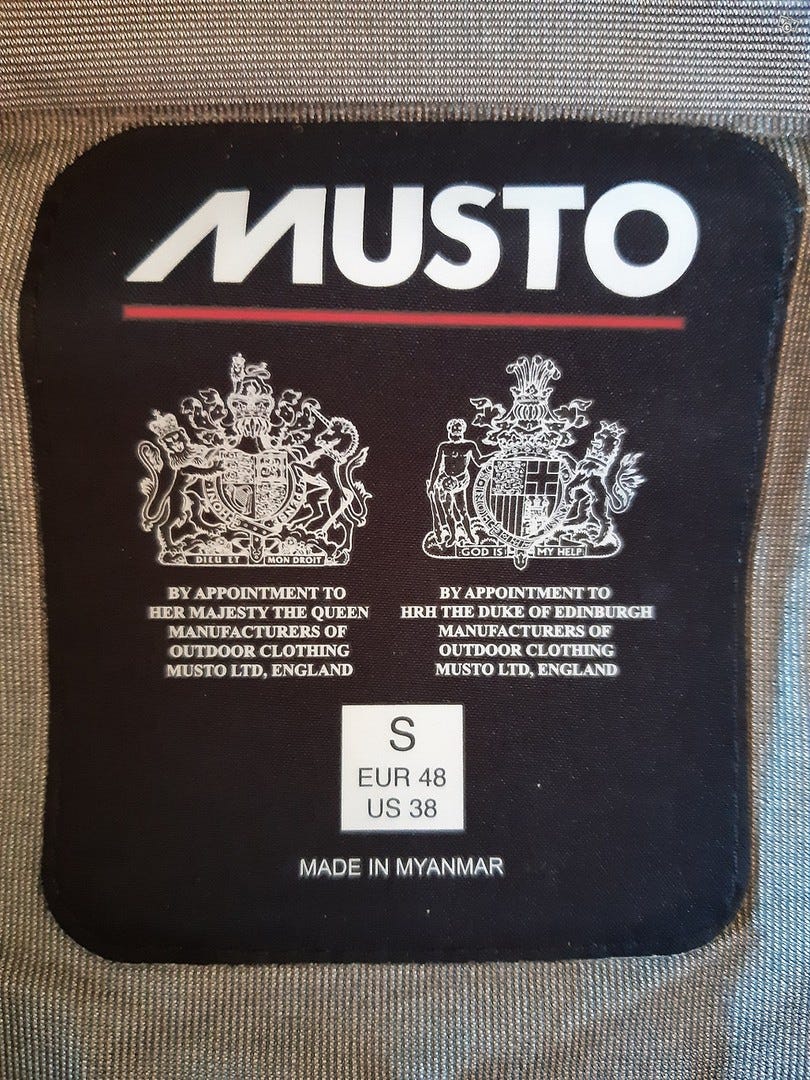 MUSTO
DIEU ET MON DROIT
GOD IS MY HELP
BY APPOINTMENT TO
HER MAJESTY THE QUEEN
MANUFACTURERS OF
OUTDOOR CLOTHING
MUSTO LTD, ENGLAND
BY APPOINTMENT TO
HRH THE DUKE OF EDINBURGH
MANUFACTURERS OF
OUTDOOR CLOTHING
MUSTO LTD, ENGLAND
S
EUR 48
US 38
MADE IN MYANMAR